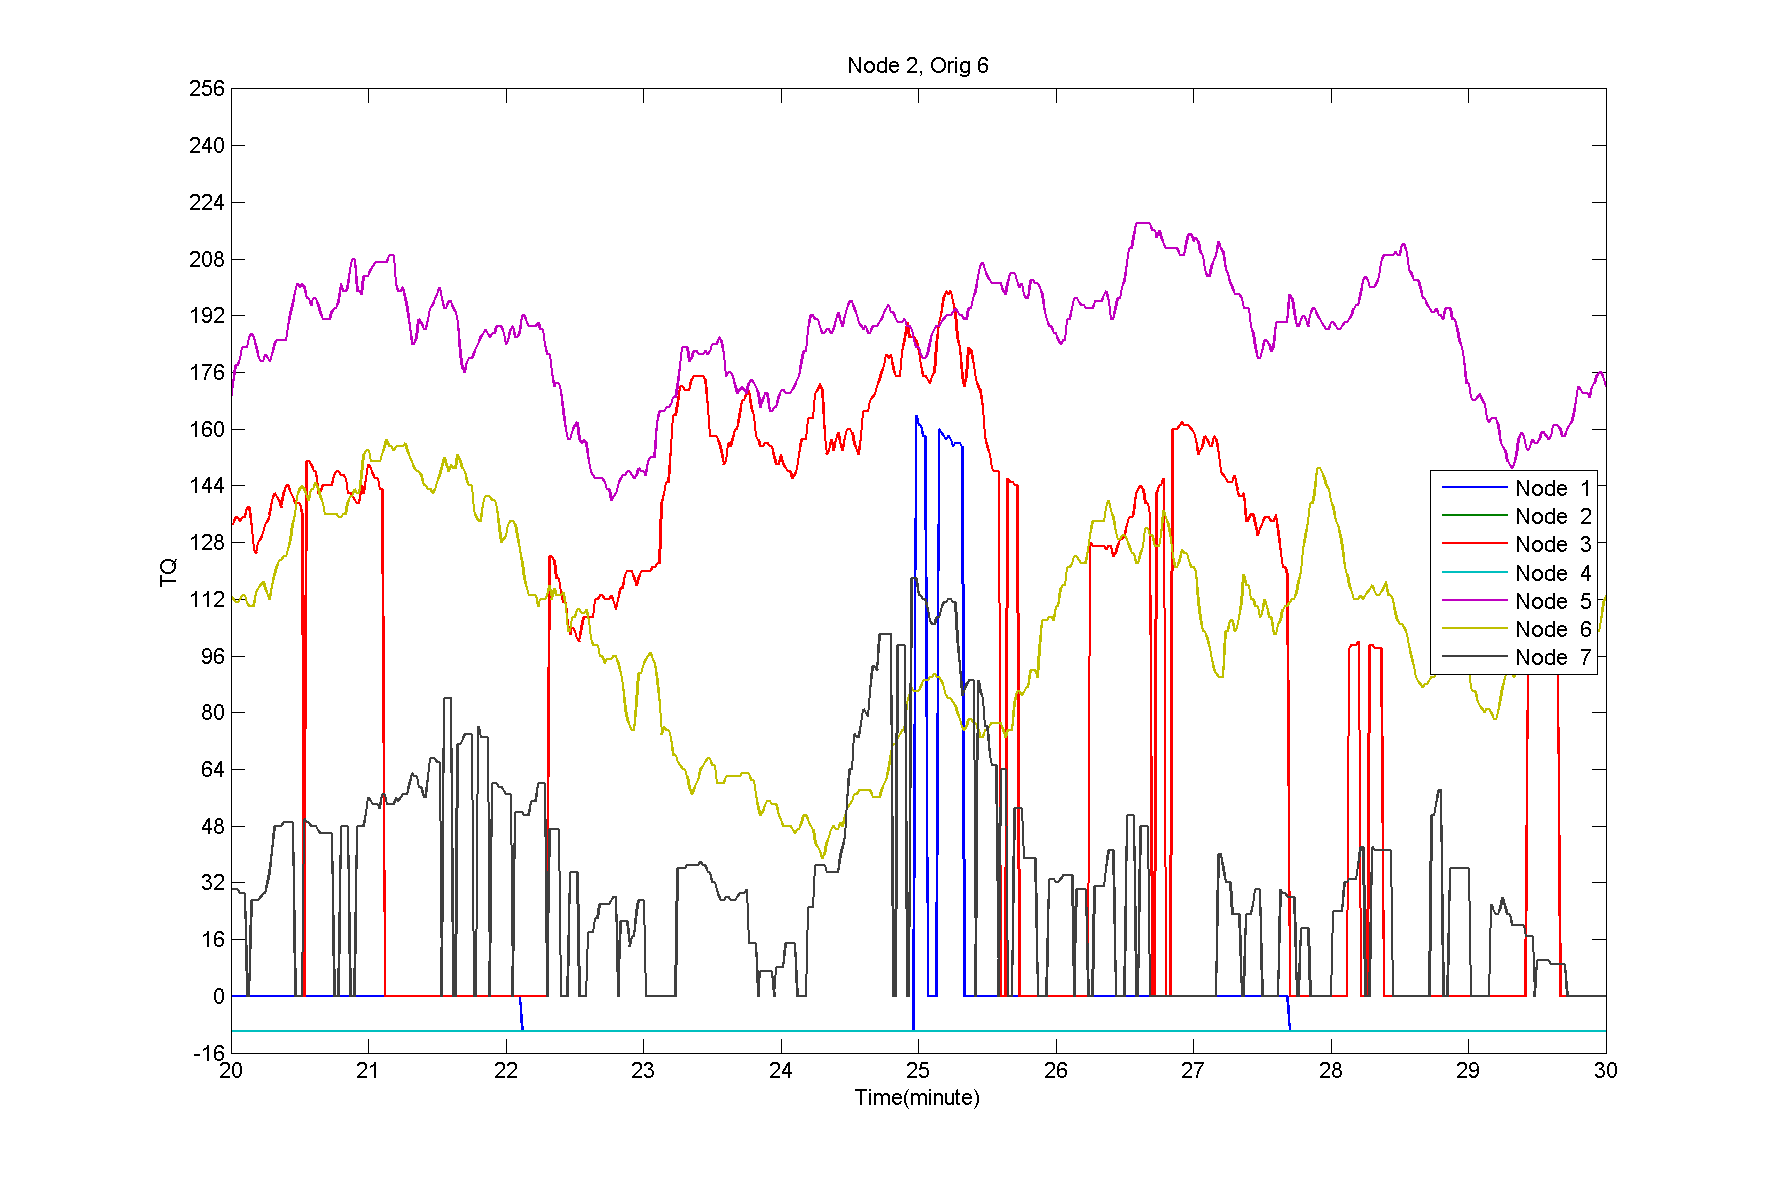 Node 2, Orig 6
256
240
224
208
192
176
160
144
128
112
96
80
64
48
32
16
0
-16
TQ
Node 1
Node 2
Node 3
Node 4
Node 5
Node 6
Node 7
20 21 22 23 24 25 26 27 28 29 30
Time(minute)